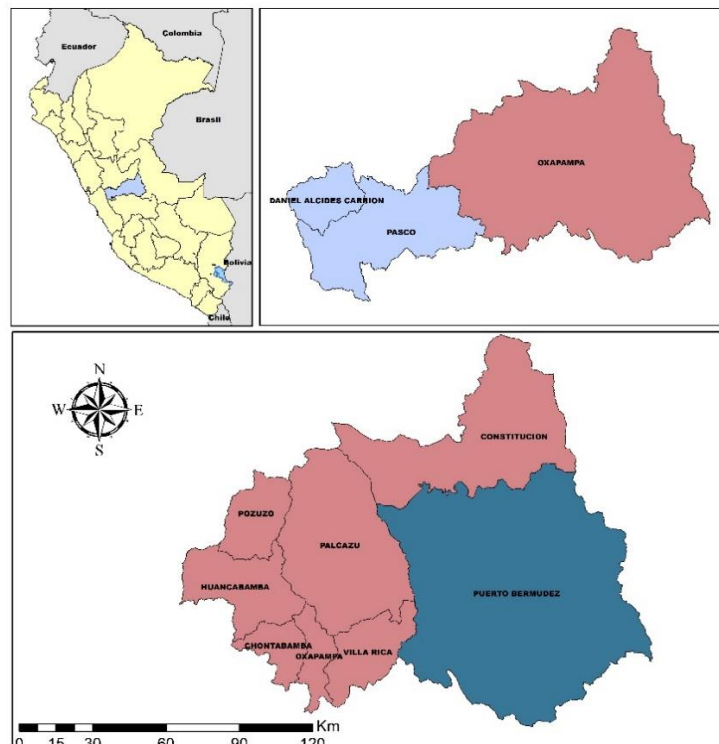 Ecuador
Colombia
Brasil
Bolivia
Chile
OXAPAMPA
DANIEL ALCIDES CARRION
PASCO
N
W E
S
CONSTITUCION
POZUZO
PALCAZU
HUANCABAMBA
PUERTO BERMUDEZ
CHONTABAMBA
OXAPAMPA
VILLA RICA
Km
0 15 30 60 90 120